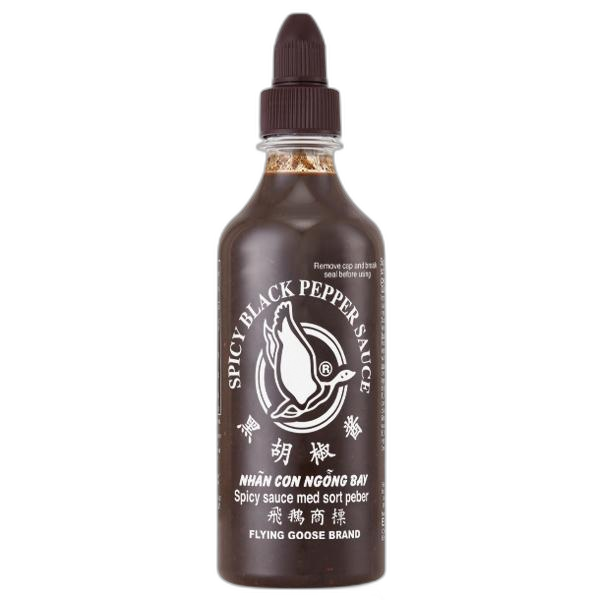 Remove cap and break
seal before using
SPICY BLACK PEPPER SAUCE
®
黑 胡 椒 醬
NHÃN CON NGỖNG BAY
Spicy sauce med sort peber
飛鵝商標
FLYING GOOSE BRAND